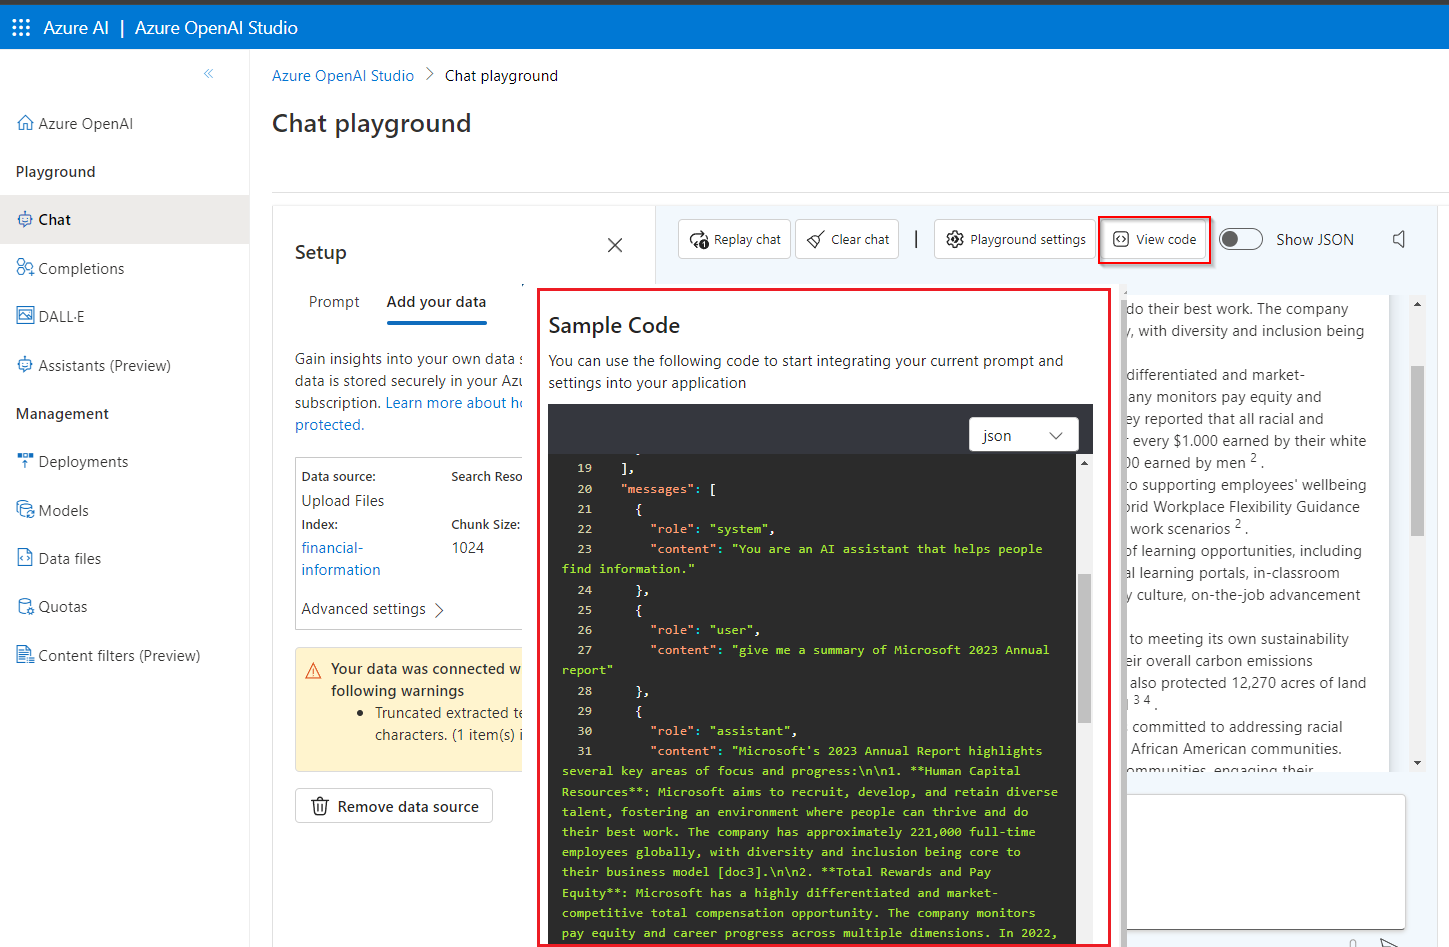 Azure AI | Azure OpenAI Studio
Azure OpenAI Studio > Chat playground
Chat playground
Azure OpenAI
Playground
Chat
Completions
DALL·E
Assistants (Preview)
Management
Deployments
Models
Data files
Quotas
Content filters (Preview)
Setup
Prompt
Add your data
Gain insights into your own data
data is stored securely in your
subscription. Learn more about
protected.
Data source:
Search
Upload Files
Index:
Chunk Size:
financial-
1024
information
Advanced settings
Your data was connected
following warnings
Truncated extracted
characters. (1 item(s)
Remove data source
Replay chat
Clear chat
|
Playground settings
View code
Show JSON
Sample Code
You can use the following code to start integrating your current prompt and
settings into your application
json
19 ],
20 "messages": [
21 {
22 "role": "system",
23 "content": "You are an AI assistant that helps people
find information."
24 },
25 {
26 "role": "user",
27 "content": "give me a summary of Microsoft 2023 Annual
report"
28 },
29 {
30 "role": "assistant",
31 "content": "Microsoft's 2023 Annual Report highlights
several key areas of focus and progress:\n\n1. **Human Capital
Resources**: Microsoft aims to recruit, develop, and retain diverse
talent, fostering an environment where people can thrive and do
their best work. The company has approximately 221,000 full-time
employees globally, with diversity and inclusion being core to
their business model [doc3].\n\n2. **Total Rewards and Pay
Equity**: Microsoft has a highly differentiated and market-
competitive total compensation opportunity. The company monitors
pay equity and career progress across multiple dimensions. In 2022,
do their best work. The company
, with diversity and inclusion being
differentiated and market-
monitors pay equity and
reported that all racial and
every $1.000 earned by their white
earned by men 2 .
to supporting employees' wellbeing
Workplace Flexibility Guidance
work scenarios 2 .
of learning opportunities, including
learning portals, in-classroom
culture, on-the-job advancement
to meeting its own sustainability
overall carbon emissions
also protected 12,270 acres of land
3 4 .
committed to addressing racial
African American communities.
communities, engaging their